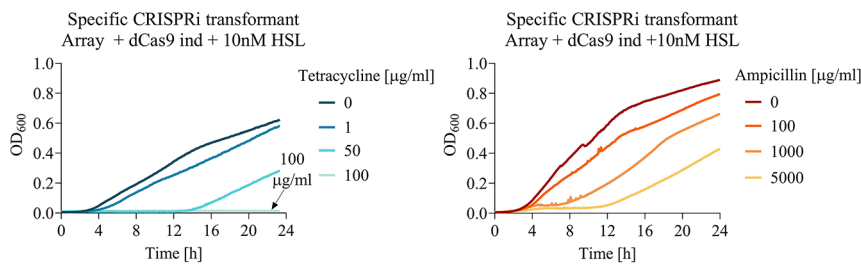 Specific CRISPRi transformant
Array + dCas9 ind + 10nM HSL
1.0
0.8
0.6
0.4
0.2
0.0
OD600
0 4 8 12 16 20 24
Time [h]
Tetracycline [μg/ml]
0
1
50
100
100
μg/ml
Specific CRISPRi transformant
Array + dCas9 ind +10nM HSL
1.0
0.8
0.6
0.4
0.2
0.0
OD600
0 4 8 12 16 20 24
Time [h]
Ampicillin [μg/ml]
0
100
1000
5000